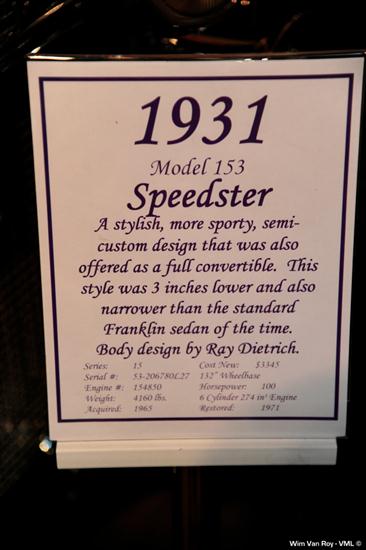 1931
Model 153
Speedster
A stylish, more sporty, semi-
custom design that was also
offered as a full convertible. This
style was 3 inches lower and also
narrower than the standard
Franklin sedan of the time.
Body design by Ray Dietrich.
Series: 15 Cost New: $3345
Serial #: 53-206780L27 132" Wheelbase
Engine #: 154850 Horsepower: 100
Weight: 4160 lbs. 6 Cylinder 274 in³ Engine
Acquired: 1965 Restored: 1971
Wim Van Roy - VML ©